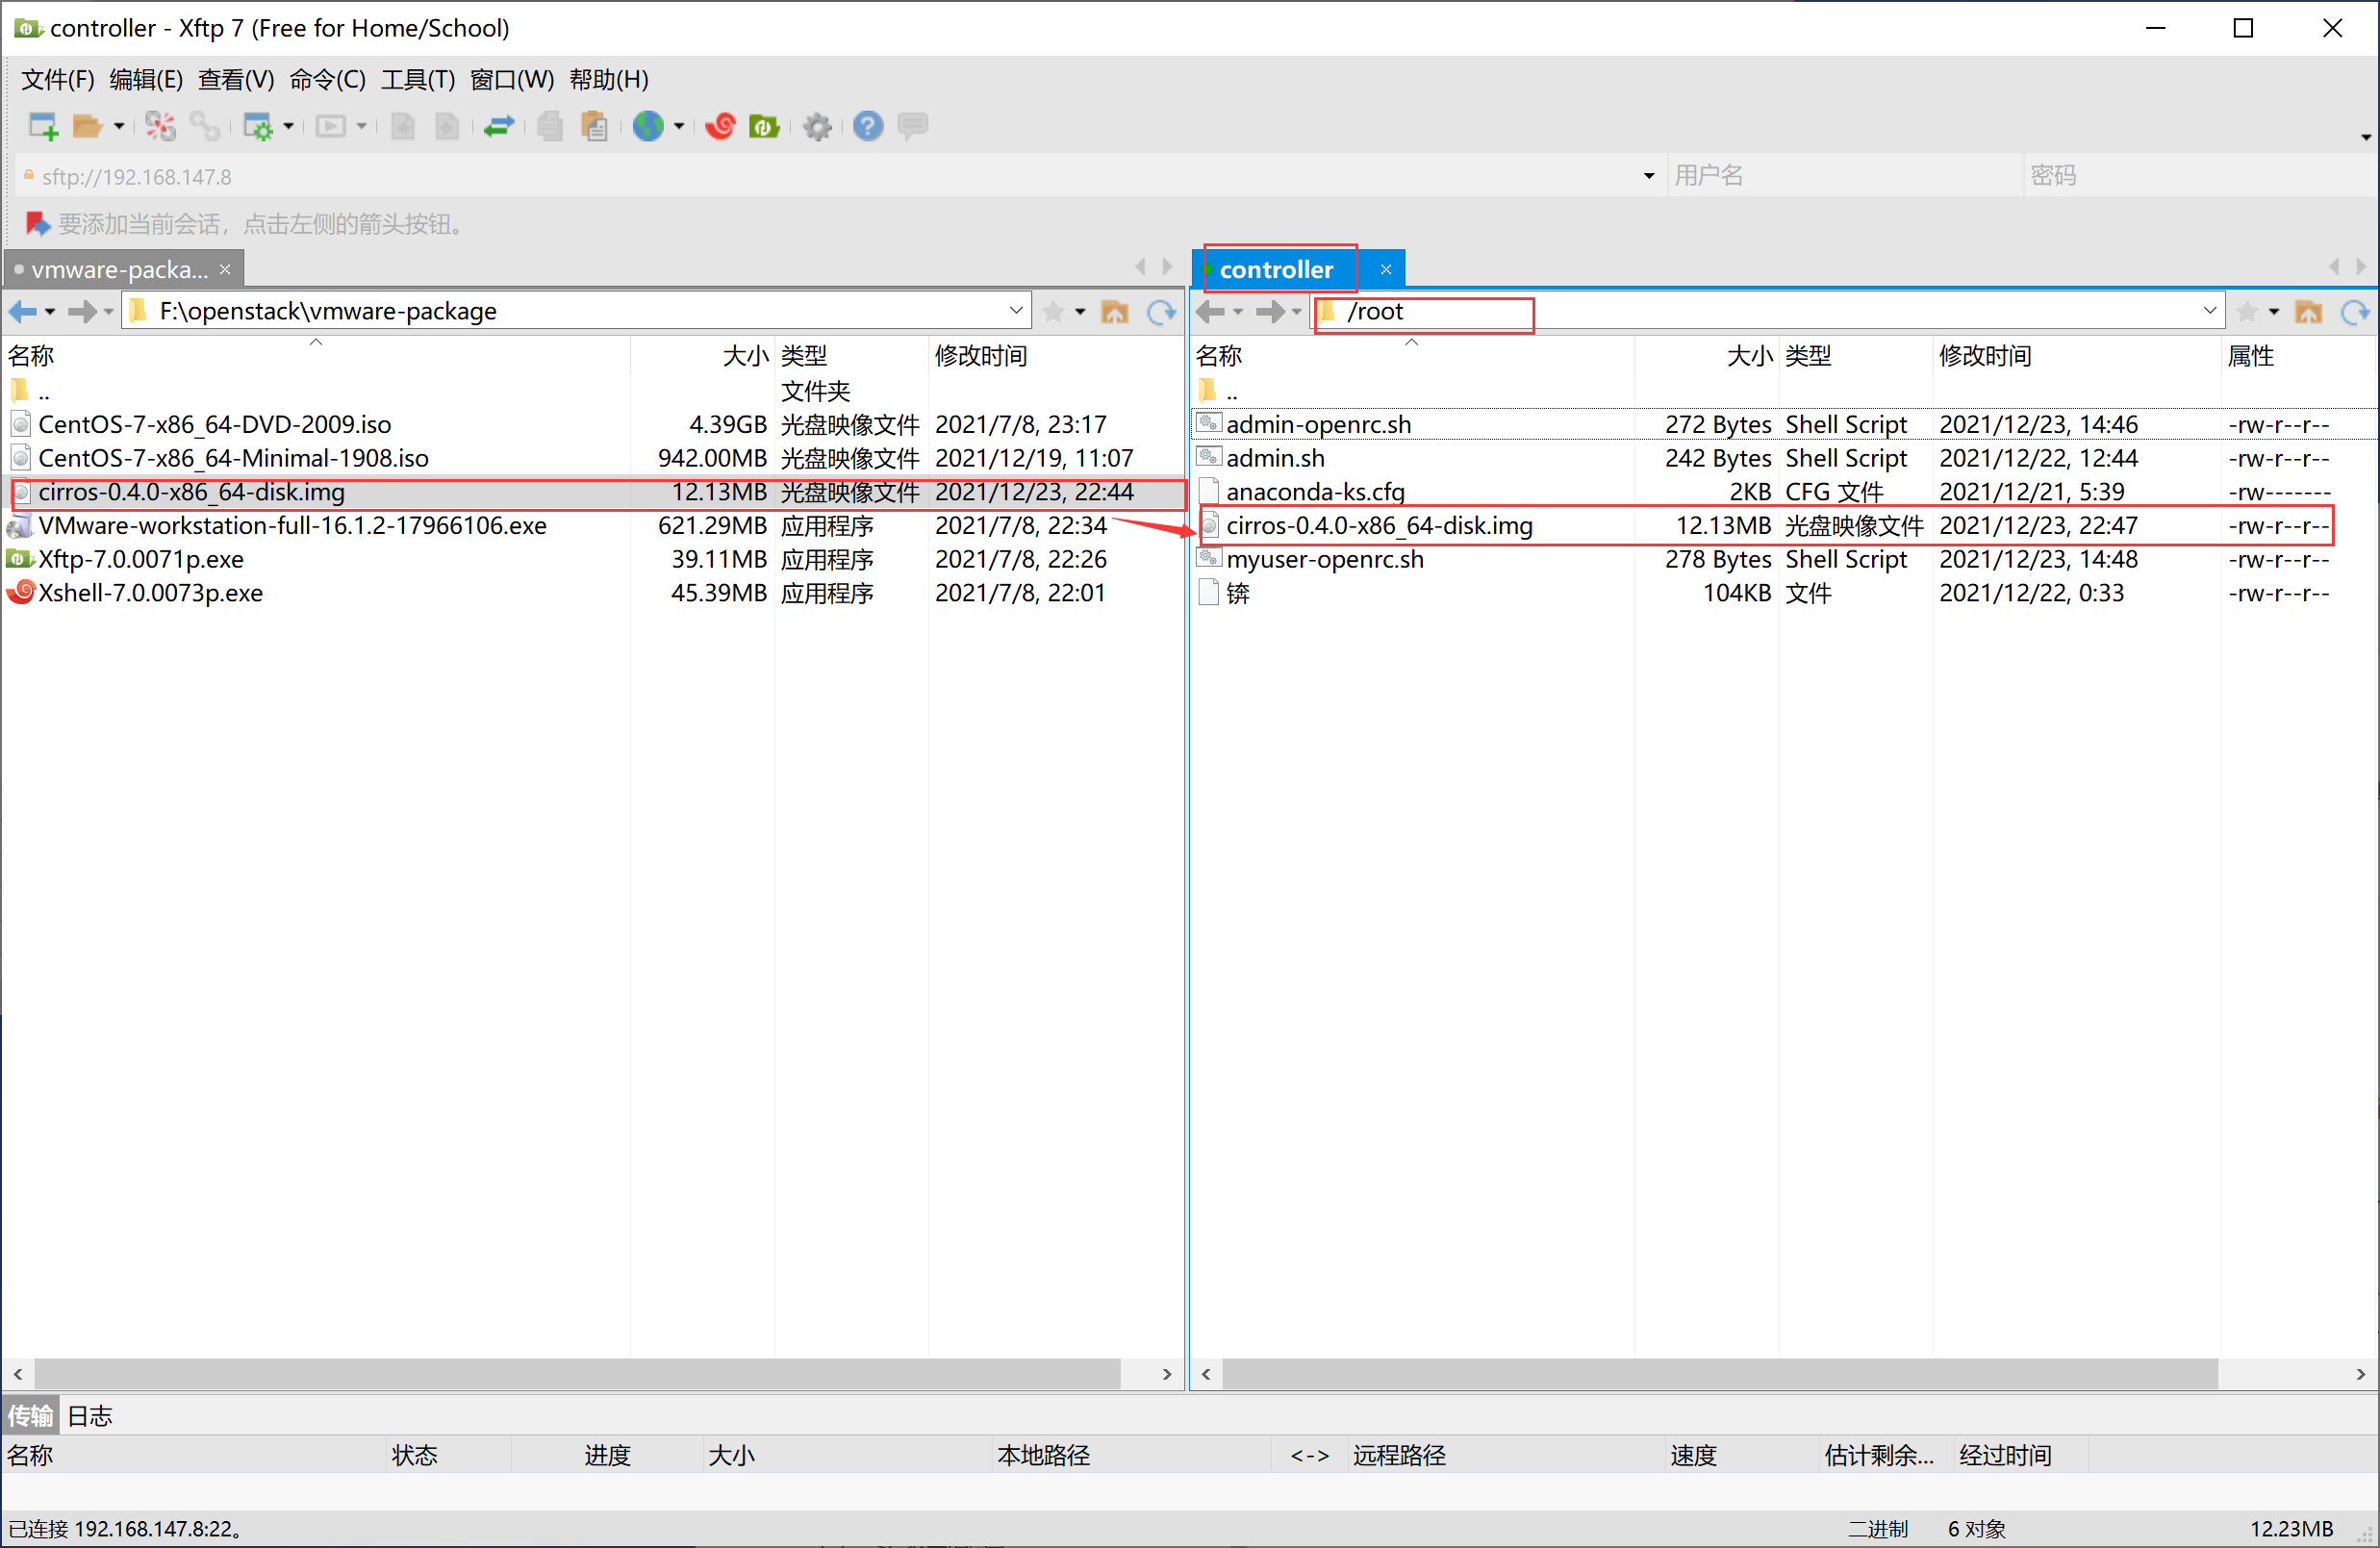 controller - Xftp 7 (Free for Home/School)
文件(F) 编辑(E) 查看(V) 命令(C) 工具(T) 窗口(W) 帮助(H)
sftp://192.168.147.8 用户名 密码
要添加当前会话，点击左侧的箭头按钮。
vmware-packa... controller
F:\openstack\vmware-package /root
名称 大小 类型 修改时间
..
文件夹
CentOS-7-x86_64-DVD-2009.iso 4.39GB 光盘映像文件 2021/7/8, 23:17
CentOS-7-x86_64-Minimal-1908.iso 942.00MB 光盘映像文件 2021/12/19, 11:07
cirros-0.4.0-x86_64-disk.img 12.13MB 光盘映像文件 2021/12/23, 22:44
VMware-workstation-full-16.1.2-17966106.exe 621.29MB 应用程序 2021/7/8, 22:34
Xftp-7.0.0071p.exe 39.11MB 应用程序 2021/7/8, 22:26
Xshell-7.0.0073p.exe 45.39MB 应用程序 2021/7/8, 22:01
名称 大小 类型 修改时间 属性
..
admin-openrc.sh 272 Bytes Shell Script 2021/12/23, 14:46 -rw-r--r--
admin.sh 242 Bytes Shell Script 2021/12/22, 12:44 -rw-r--r--
anaconda-ks.cfg 2KB CFG 文件 2021/12/21, 5:39 -rw-------
cirros-0.4.0-x86_64-disk.img 12.13MB 光盘映像文件 2021/12/23, 22:47 -rw-r--r--
myuser-openrc.sh 278 Bytes Shell Script 2021/12/23, 14:48 -rw-r--r--
104KB 文件 2021/12/22, 0:33 -rw-r--r--
传输 日志
名称 状态 进度 大小 本地路径 <-> 远程路径 速度 估计剩余... 经过时间
已连接 192.168.147.8:22。 二进制 6 对象 12.23MB